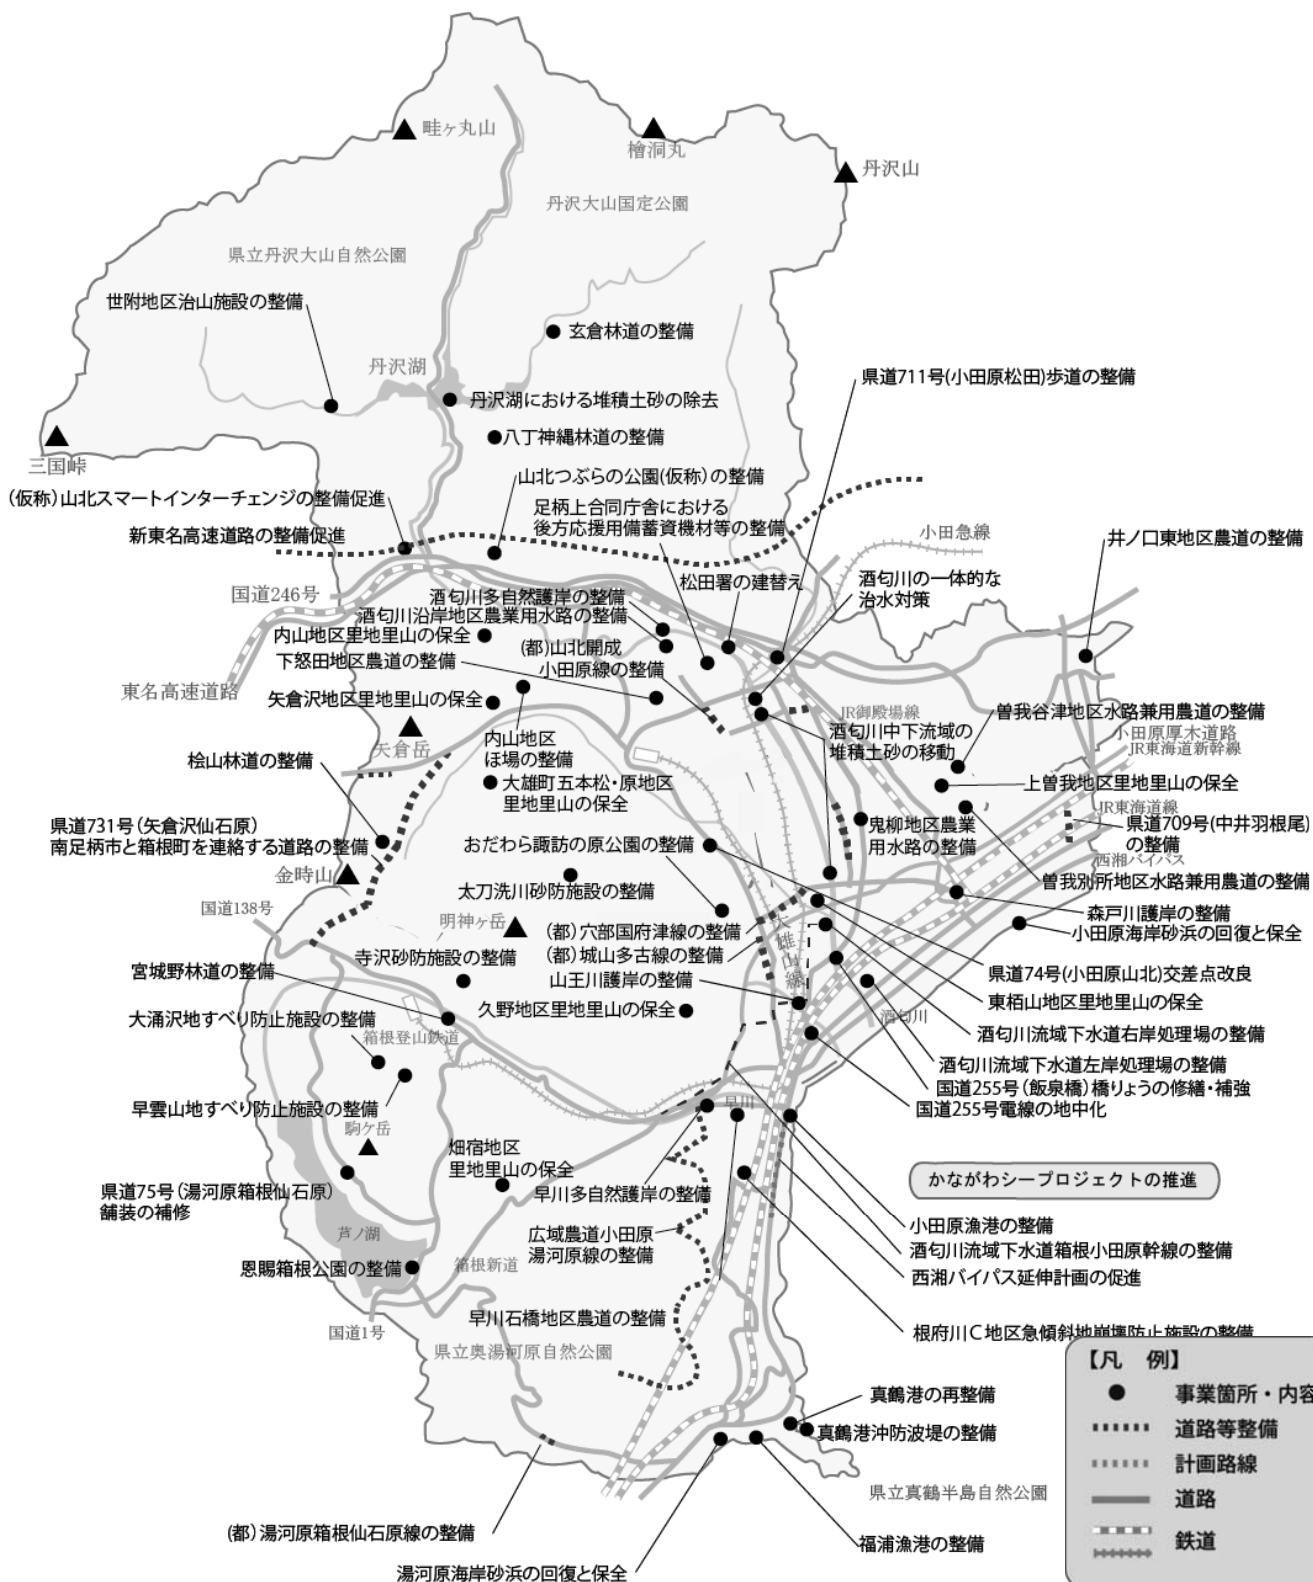 畦ヶ丸山
檜洞丸
丹沢山
丹沢大山国定公園
県立丹沢大山自然公園
世附地区治山施設の整備
玄倉林道の整備
丹沢湖
県道711号(小田原松田)歩道の整備
丹沢湖における堆積土砂の除去
八丁神縄林道の整備
三国峠
山北つぶらの公園(仮称)の整備
(仮称)山北スマートインターチェンジの整備促進
足柄上合同庁舎における
後方応援用備蓄資機材等の整備
新東名高速道路の整備促進
小田急線
井ノ口東地区農道の整備
国道246号
松田署の建替え
酒匂川の一体的な
治水対策
酒匂川多自然護岸の整備
酒匂川沿岸地区農業用水路の整備
内山地区里地里山の保全
(都)山北開成
小田原線の整備
下怒田地区農道の整備
東名高速道路
矢倉沢地区里地里山の保全
JR御殿場線
曽我谷津地区水路兼用農道の整備
酒匂川中下流域の
堆積土砂の移動
小田原厚木道路
JR東海道新幹線
矢倉岳
内山地区
ほ場の整備
桧山林道の整備
大雄町五本松・原地区
里地里山の保全
上曽我地区里地里山の保全
JR東海道線
県道731号(矢倉沢仙石原)
南足柄市と箱根町を連絡する道路の整備
鬼柳地区農業
用水路の整備
県道709号(中井羽根尾)
の整備
おだわら諏訪の原公園の整備
西湘バイパス
金時山
太刀洗川砂防施設の整備
曽我別所地区水路兼用農道の整備
国道138号
明神ヶ岳
森戸川護岸の整備
(都)穴部国府津線の整備
小田原海岸砂浜の回復と保全
大雄山線
(都)城山多古線の整備
寺沢砂防施設の整備
宮城野林道の整備
山王川護岸の整備
県道74号(小田原山北)交差点改良
東栢山地区里地里山の保全
久野地区里地里山の保全
大涌沢地すべり防止施設の整備
酒匂川
箱根登山鉄道
酒匂川流域下水道右岸処理場の整備
酒匂川流域下水道左岸処理場の整備
国道255号(飯泉橋)橋りょうの修繕・補強
早雲山地すべり防止施設の整備
早川
国道255号電線の地中化
駒ケ岳
畑宿地区
里地里山の保全
かながわシープロジェクトの推進
県道75号(湯河原箱根仙石原)
舗装の補修
早川多自然護岸の整備
小田原漁港の整備
芦ノ湖
広域農道小田原
湯河原線の整備
酒匂川流域下水道箱根小田原幹線の整備
恩賜箱根公園の整備
箱根新道
西湘バイパス延伸計画の促進
早川石橋地区農道の整備
国道1号
根府川C地区急傾斜地崩壊防止施設の整備
県立奥湯河原自然公園
【凡　例】
事業箇所・内容
道路等整備
計画路線
道路
鉄道
真鶴港の再整備
真鶴港沖防波堤の整備
県立真鶴半島自然公園
(都)湯河原箱根仙石原線の整備
福浦漁港の整備
湯河原海岸砂浜の回復と保全